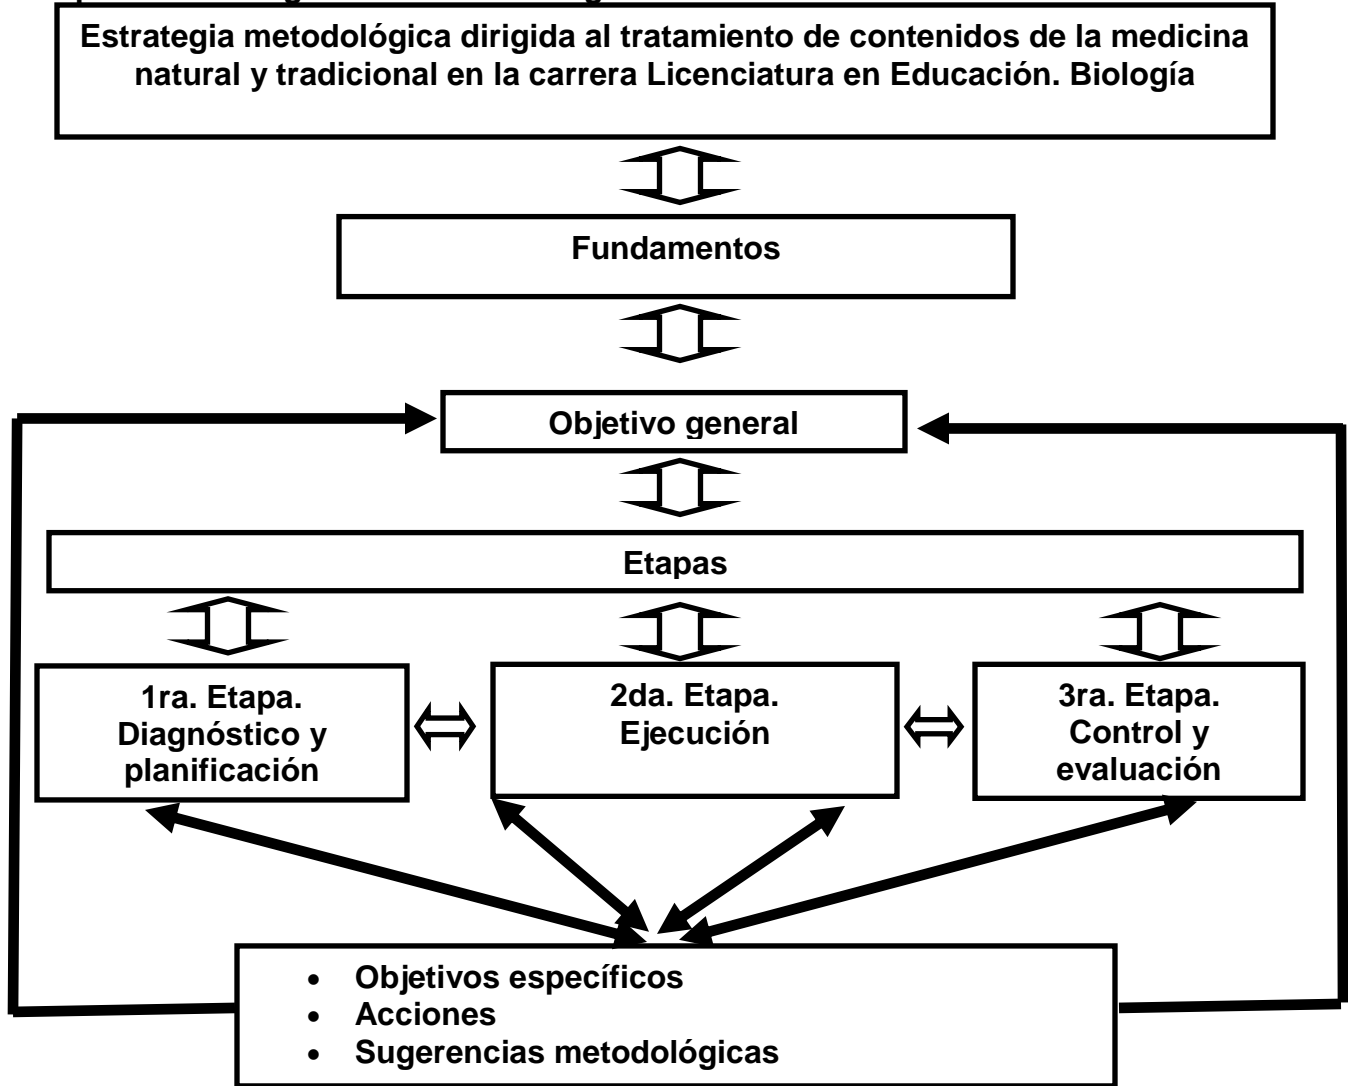 Estrategia metodológica dirigida al tratamiento de contenidos de la medicina
natural y tradicional en la carrera Licenciatura en Educación. Biología
Fundamentos
Objetivo general
Etapas
1ra. Etapa.
Diagnóstico y
planificación
2da. Etapa.
Ejecución
3ra. Etapa.
Control y
evaluación
• Objetivos específicos
• Acciones
• Sugerencias metodológicas